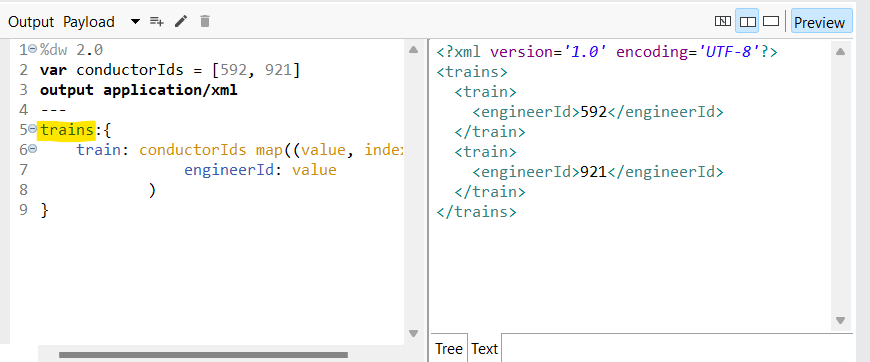 Output Payload
Preview
1 %dw 2.0
2 var conductorIds = [592, 921]
3 output application/xml
4 ---
5 trains:{
6 train: conductorIds map((value, index
7 engineerId: value
8 )
9 }
<?xml version='1.0' encoding='UTF-8'?>
<trains>
<train>
<engineerId>592</engineerId>
</train>
<train>
<engineerId>921</engineerId>
</train>
</trains>
Tree Text